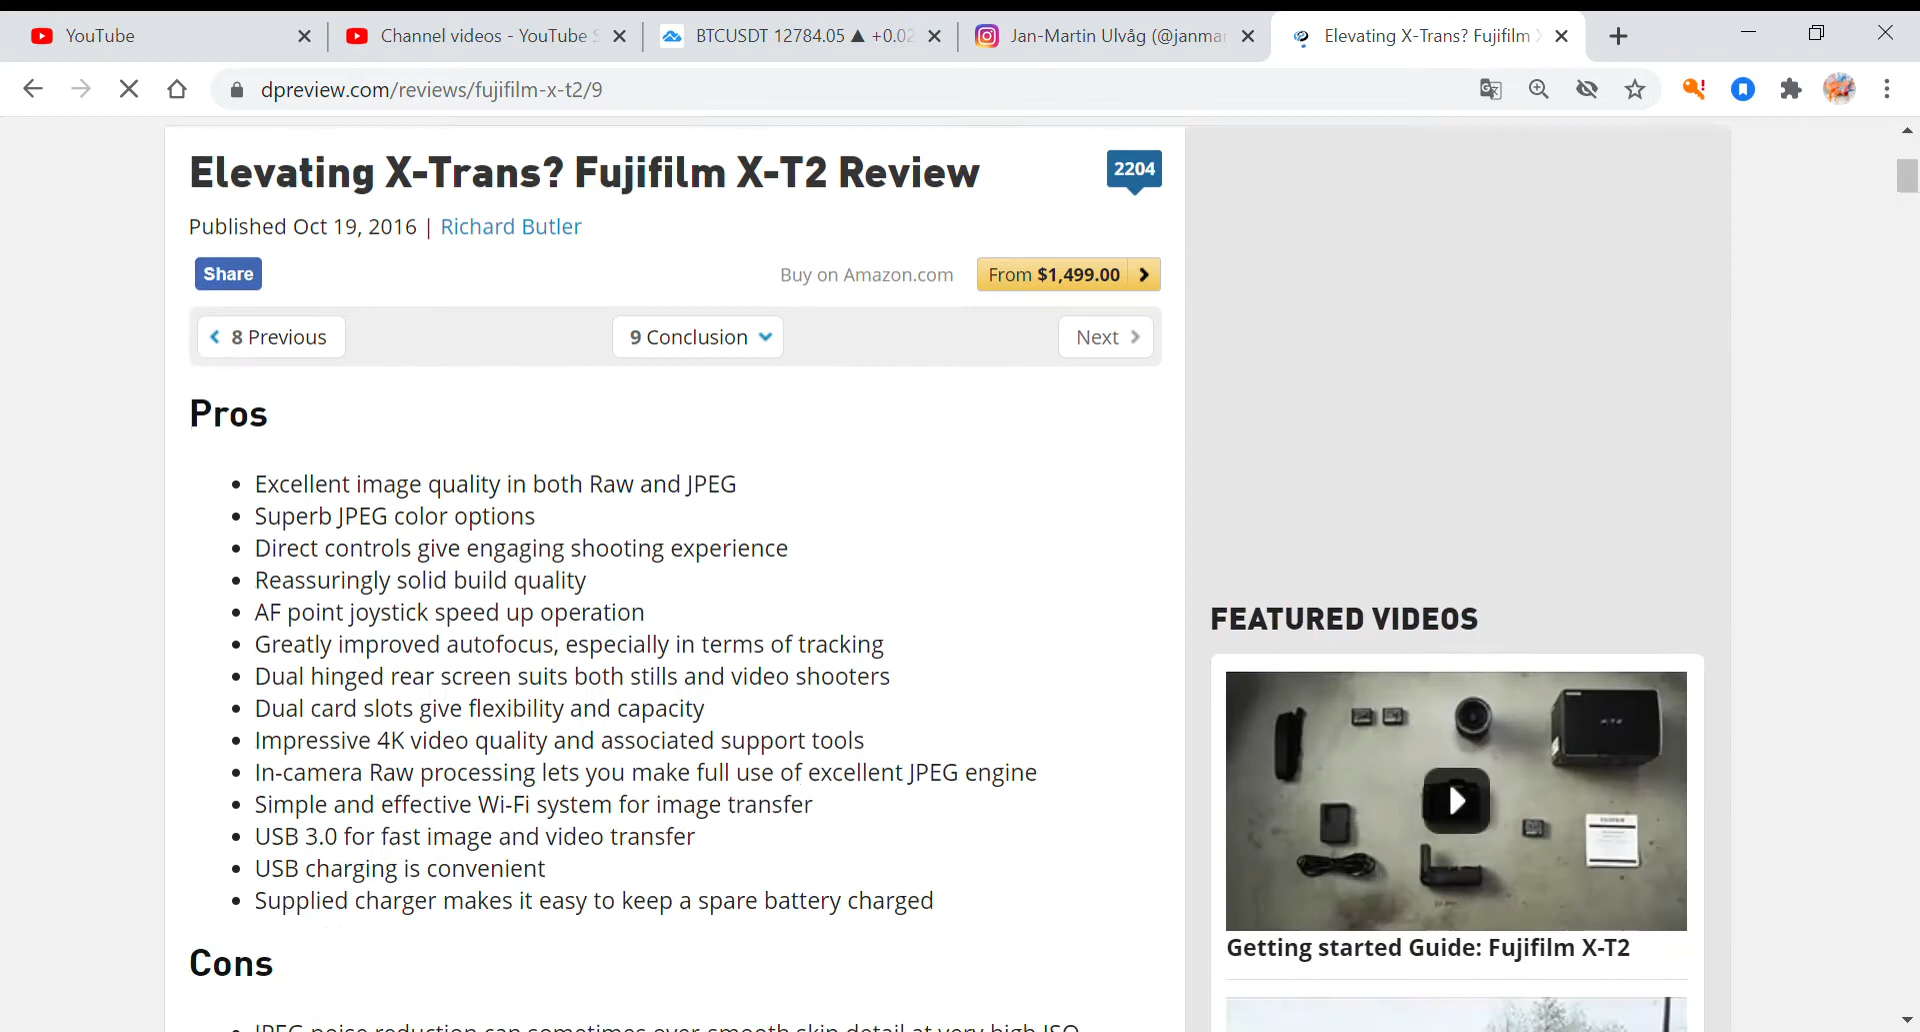 YouTube
Channel videos - YouTube S
BTCUSDT 12784.05 ▲ +0.02
Jan-Martin Ulvåg (@janmar
Elevating X-Trans? Fujifilm X
dpreview.com/reviews/fujifilm-x-t2/9
Elevating X-Trans? Fujifilm X-T2 Review
2204
Published Oct 19, 2016 | Richard Butler
Share
Buy on Amazon.com
From $1,499.00
8 Previous
9 Conclusion
Next
Pros
• Excellent image quality in both Raw and JPEG
• Superb JPEG color options
• Direct controls give engaging shooting experience
• Reassuringly solid build quality
• AF point joystick speed up operation
• Greatly improved autofocus, especially in terms of tracking
• Dual hinged rear screen suits both stills and video shooters
• Dual card slots give flexibility and capacity
• Impressive 4K video quality and associated support tools
• In-camera Raw processing lets you make full use of excellent JPEG engine
• Simple and effective Wi-Fi system for image transfer
• USB 3.0 for fast image and video transfer
• USB charging is convenient
• Supplied charger makes it easy to keep a spare battery charged
Cons
• JPEG noise reduction can sometimes over-smooth skin detail at very high ISO
FEATURED VIDEOS
X-T2
Getting started Guide: Fujifilm X-T2